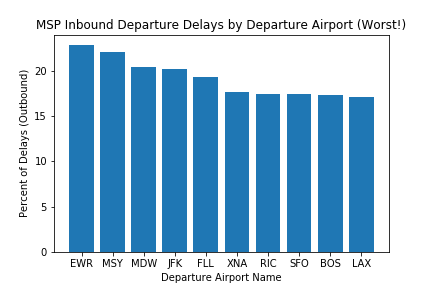 MSP Inbound Departure Delays by Departure Airport (Worst!)
Percent of Delays (Outbound)
20
15
10
5
0
EWR MSY MDW JFK FLL XNA RIC SFO BOS LAX
Departure Airport Name